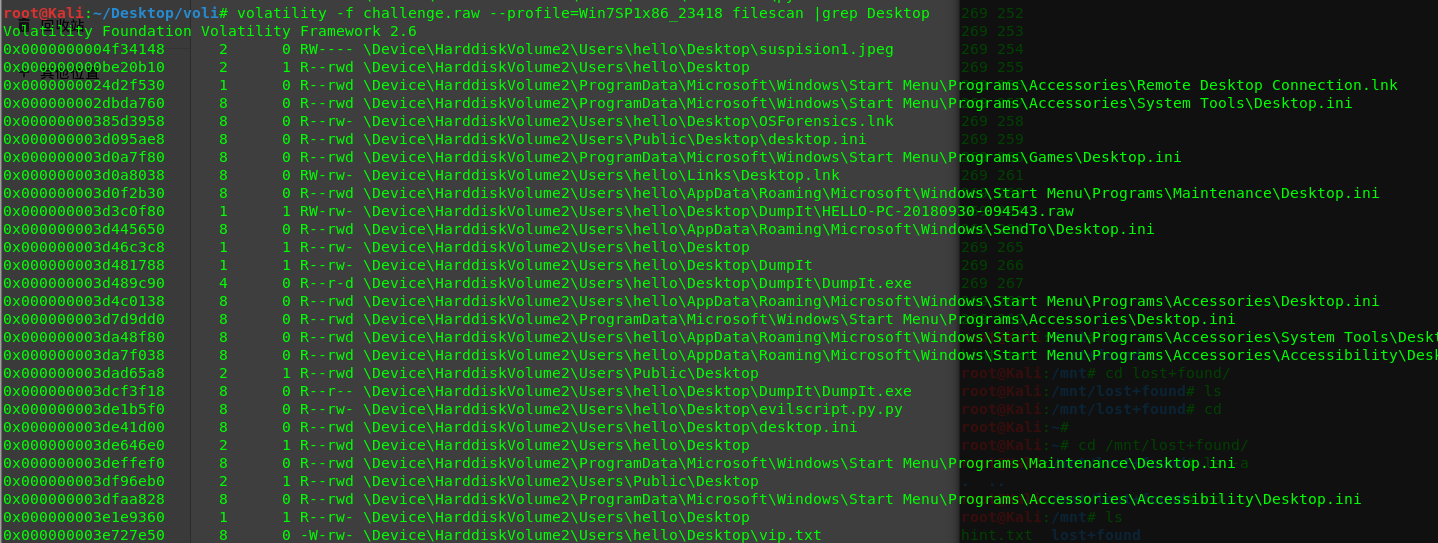 root@Kali:~/Desktop/voli# volatility -f challenge.raw --profile=Win7SP1x86_23418 filescan |grep Desktop
Volatility Foundation Volatility Framework 2.6
0x0000000004f34148 2 0 RW---- \Device\HarddiskVolume2\Users\hello\Desktop\suspision1.jpeg
0x000000000be20b10 2 1 R--rwd \Device\HarddiskVolume2\Users\hello\Desktop
0x0000000024d2f530 1 0 R--rwd \Device\HarddiskVolume2\ProgramData\Microsoft\Windows\Start Menu\Programs\Accessories\Remote Desktop Connection.lnk
0x000000002dbda760 8 0 R--rwd \Device\HarddiskVolume2\ProgramData\Microsoft\Windows\Start Menu\Programs\Accessories\System Tools\Desktop.ini
0x00000000385d3958 8 0 R--rw- \Device\HarddiskVolume2\Users\hello\Desktop\OSForensics.lnk
0x000000003d095ae8 8 0 R--rwd \Device\HarddiskVolume2\Users\Public\Desktop\desktop.ini
0x000000003d0a7f80 8 0 R--rwd \Device\HarddiskVolume2\ProgramData\Microsoft\Windows\Start Menu\Programs\Games\Desktop.ini
0x000000003d0a8038 8 0 RW-rw- \Device\HarddiskVolume2\Users\hello\Links\Desktop.lnk
0x000000003d0f2b30 8 0 R--rwd \Device\HarddiskVolume2\Users\hello\AppData\Roaming\Microsoft\Windows\Start Menu\Programs\Maintenance\Desktop.ini
0x000000003d3c0f80 1 1 RW-rw- \Device\HarddiskVolume2\Users\hello\Desktop\DumpIt\HELLO-PC-20180930-094543.raw
0x000000003d445650 8 0 R--rwd \Device\HarddiskVolume2\Users\hello\AppData\Roaming\Microsoft\Windows\SendTo\Desktop.ini
0x000000003d46c3c8 1 1 R--rw- \Device\HarddiskVolume2\Users\hello\Desktop
0x000000003d481788 1 1 R--rw- \Device\HarddiskVolume2\Users\hello\Desktop\DumpIt
0x000000003d489c90 4 0 R--r-d \Device\HarddiskVolume2\Users\hello\Desktop\DumpIt\DumpIt.exe
0x000000003d4c0138 8 0 R--rwd \Device\HarddiskVolume2\Users\hello\AppData\Roaming\Microsoft\Windows\Start Menu\Programs\Accessories\Desktop.ini
0x000000003d7d9dd0 8 0 R--rwd \Device\HarddiskVolume2\ProgramData\Microsoft\Windows\Start Menu\Programs\Accessories\Desktop.ini
0x000000003da48f80 8 0 R--rwd \Device\HarddiskVolume2\Users\hello\AppData\Roaming\Microsoft\Windows\Start Menu\Programs\Accessories\System Tools\Deskt
0x000000003da7f038 8 0 R--rwd \Device\HarddiskVolume2\Users\hello\AppData\Roaming\Microsoft\Windows\Start Menu\Programs\Accessories\Accessibility\Desk
0x000000003dad65a8 2 1 R--rwd \Device\HarddiskVolume2\Users\Public\Desktop
0x000000003dcf3f18 8 0 R--r-- \Device\HarddiskVolume2\Users\hello\Desktop\DumpIt\DumpIt.exe
0x000000003de1b5f0 8 0 R--rw- \Device\HarddiskVolume2\Users\hello\Desktop\evilscript.py.py
0x000000003de41d00 8 0 R--rwd \Device\HarddiskVolume2\Users\hello\Desktop\desktop.ini
0x000000003de646e0 2 1 R--rwd \Device\HarddiskVolume2\Users\hello\Desktop
0x000000003deffef0 8 0 R--rwd \Device\HarddiskVolume2\ProgramData\Microsoft\Windows\Start Menu\Programs\Maintenance\Desktop.ini
0x000000003df96eb0 2 1 R--rwd \Device\HarddiskVolume2\Users\Public\Desktop
0x000000003dfaa828 8 0 R--rwd \Device\HarddiskVolume2\ProgramData\Microsoft\Windows\Start Menu\Programs\Accessories\Accessibility\Desktop.ini
0x000000003e1e9360 1 1 R--rw- \Device\HarddiskVolume2\Users\hello\Desktop
0x000000003e727e50 8 0 -W-rw- \Device\HarddiskVolume2\Users\hello\Desktop\vip.txt
回收站
+ 其他位置
269 252
269 253
269 254
269 255
269 258
269 259
269 261
269 265
269 266
269 267
root@Kali:/mnt# cd lost+found/
root@Kali:/mnt/lost+found# ls
root@Kali:/mnt/lost+found# cd
root@Kali:~#
root@Kali:~# cd /mnt/lost+found/
root@Kali:/mnt# ls
hint.txt lost+found